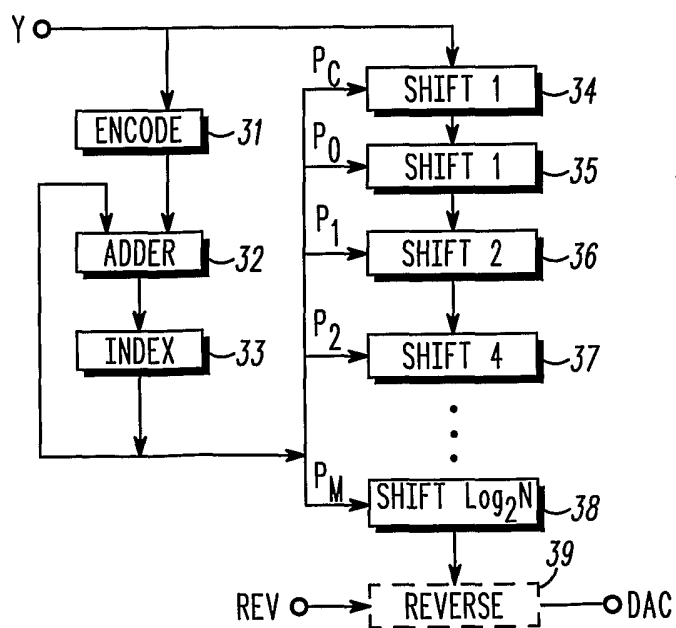 Y
P_C
SHIFT 1
34
ENCODE
31
P_0
SHIFT 1
35
ADDER
32
P_1
SHIFT 2
36
INDEX
33
P_2
SHIFT 4
37
P_M
SHIFT Log_2N
38
39
REV
REVERSE
DAC